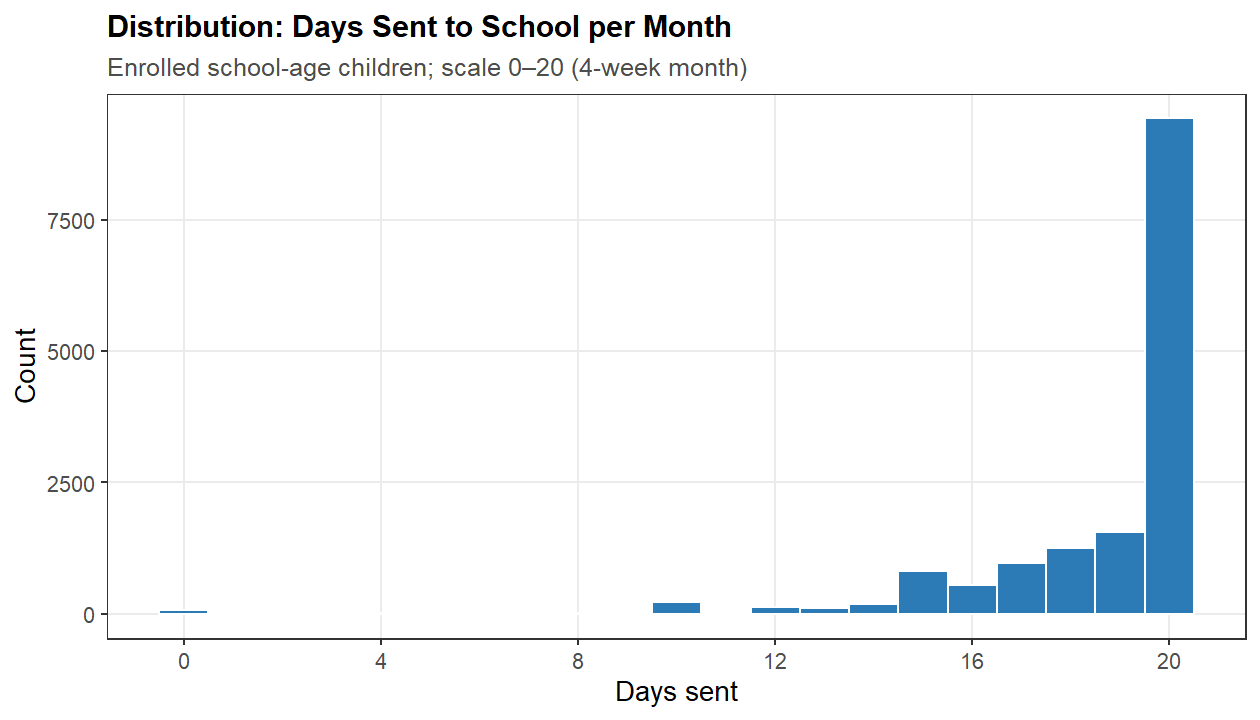 Distribution: Days Sent to School per Month
Enrolled school-age children; scale 0–20 (4-week month)
Count
7500
5000
2500
0
0 4 8 12 16 20
Days sent